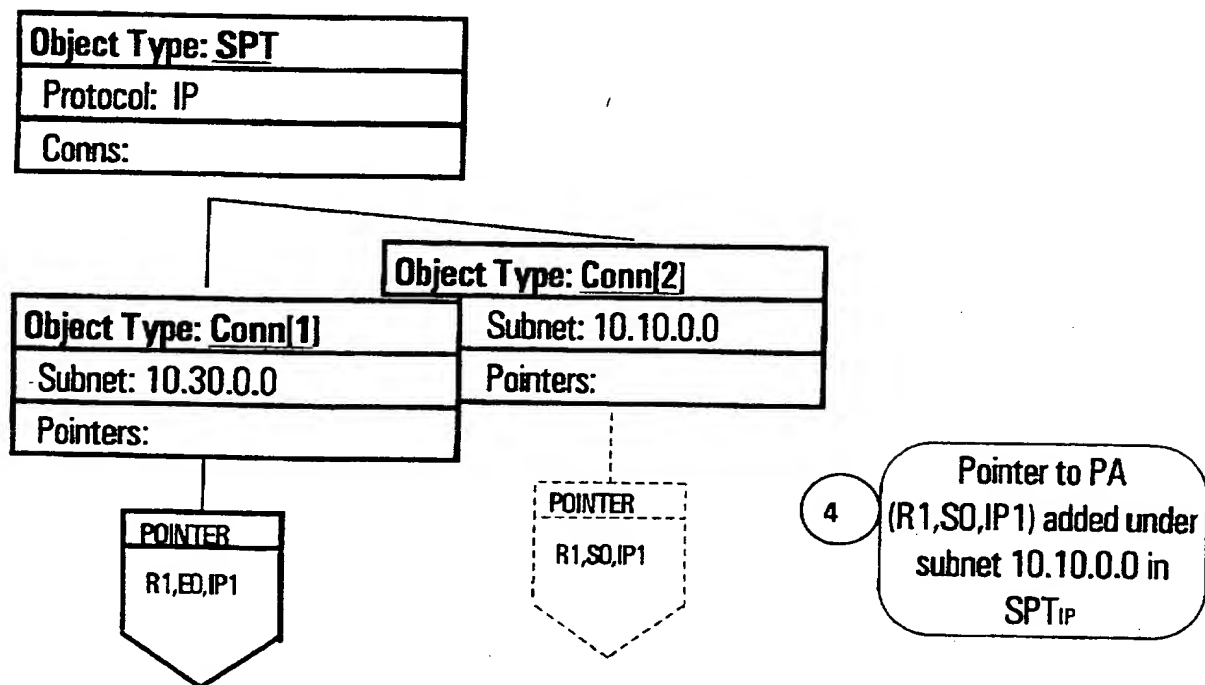 Object Type: SPT
Protocol: IP
Conns:
Object Type: Conn[2]
Subnet: 10.10.0.0
Pointers:
Object Type: Conn[1]
Subnet: 10.30.0.0
Pointers:
POINTER
R1,E0,IP1
POINTER
R1,S0,IP1
4
Pointer to PA
(R1,S0,IP1) added under
subnet 10.10.0.0 in
SPTIP